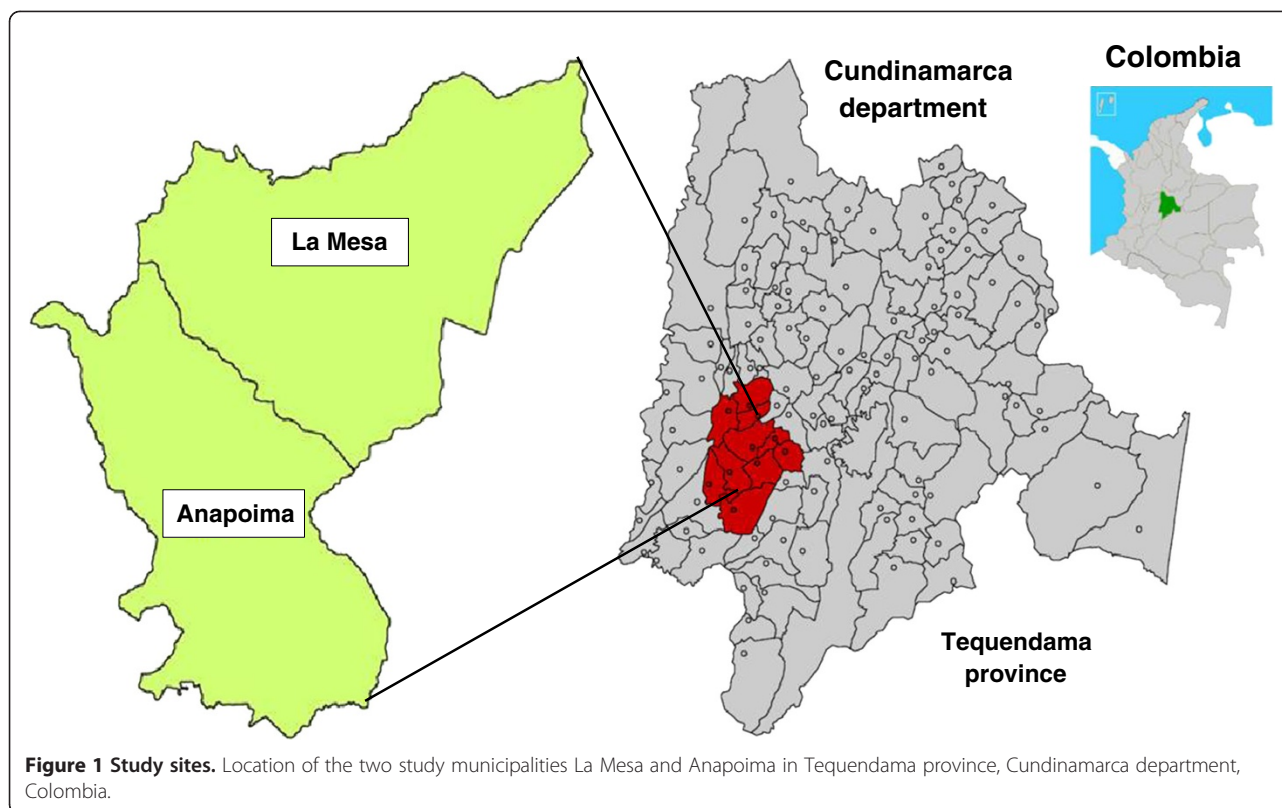 Cundinamarca
department
Colombia
La Mesa
Anapoima
Tequendama
province
Figure 1 Study sites. Location of the two study municipalities La Mesa and Anapoima in Tequendama province, Cundinamarca department,
Colombia.